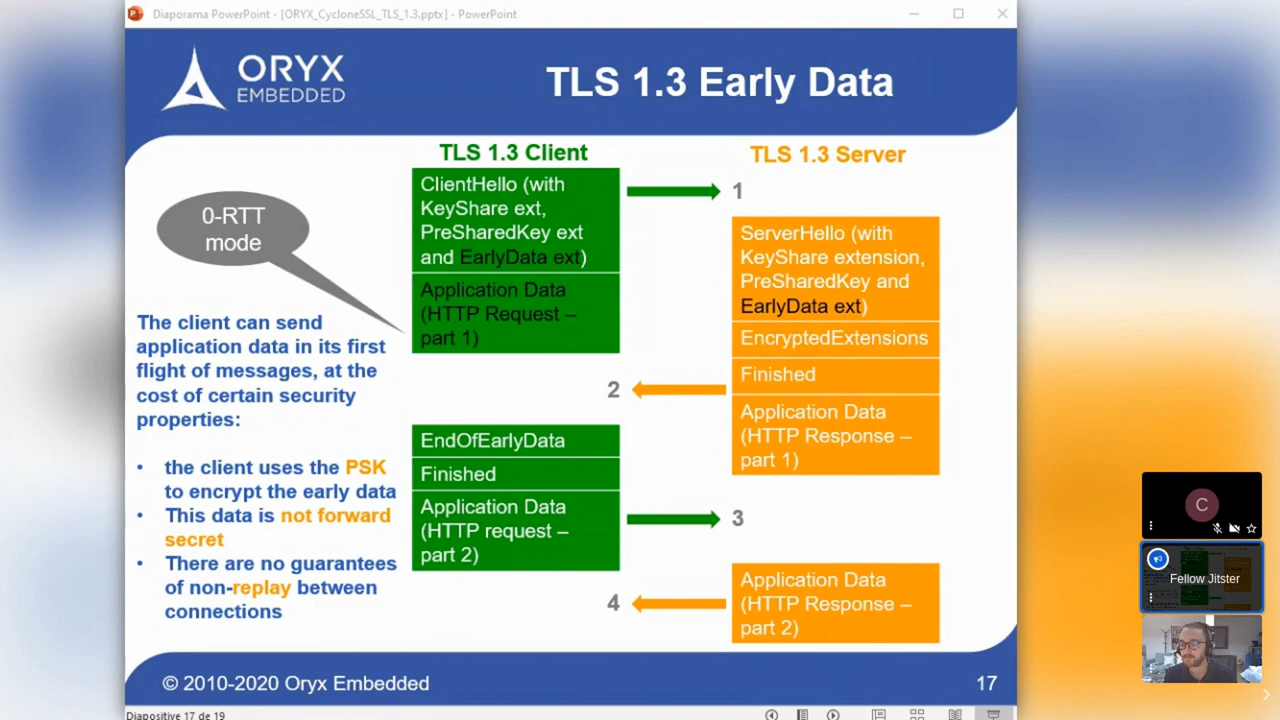 Diaporama PowerPoint - [ORYX_CycloneSSL_TLS_1.3.pptx] - PowerPoint
ORYX
EMBEDDED
TLS 1.3 Early Data
TLS 1.3 Client
TLS 1.3 Server
0-RTT
mode
ClientHello (with
KeyShare ext,
PreSharedKey ext
and EarlyData ext)
1
Application Data
(HTTP Request –
part 1)
ServerHello (with
KeyShare extension,
PreSharedKey and
EarlyData ext)
EncryptedExtensions
Finished
Application Data
(HTTP Response –
part 1)
2
The client can send
application data in its first
flight of messages, at the
cost of certain security
properties:
• the client uses the PSK
to encrypt the early data
• This data is not forward
secret
• There are no guarantees
of non-replay between
connections
EndOfEarlyData
Finished
Application Data
(HTTP request –
part 2)
3
4
Application Data
(HTTP Response –
part 2)
C
Fellow Jitster
© 2010-2020 Oryx Embedded
17
Diapositive 17 de 19